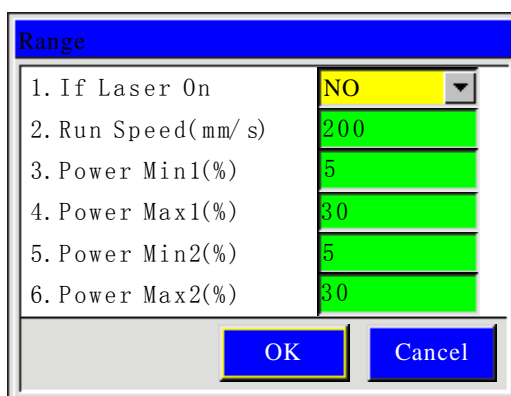 Range
1. If Laser On NO
2. Run Speed(mm/s) 200
3. Power Min1(%) 5
4. Power Max1(%) 30
5. Power Min2(%) 5
6. Power Max2(%) 30
OK Cancel